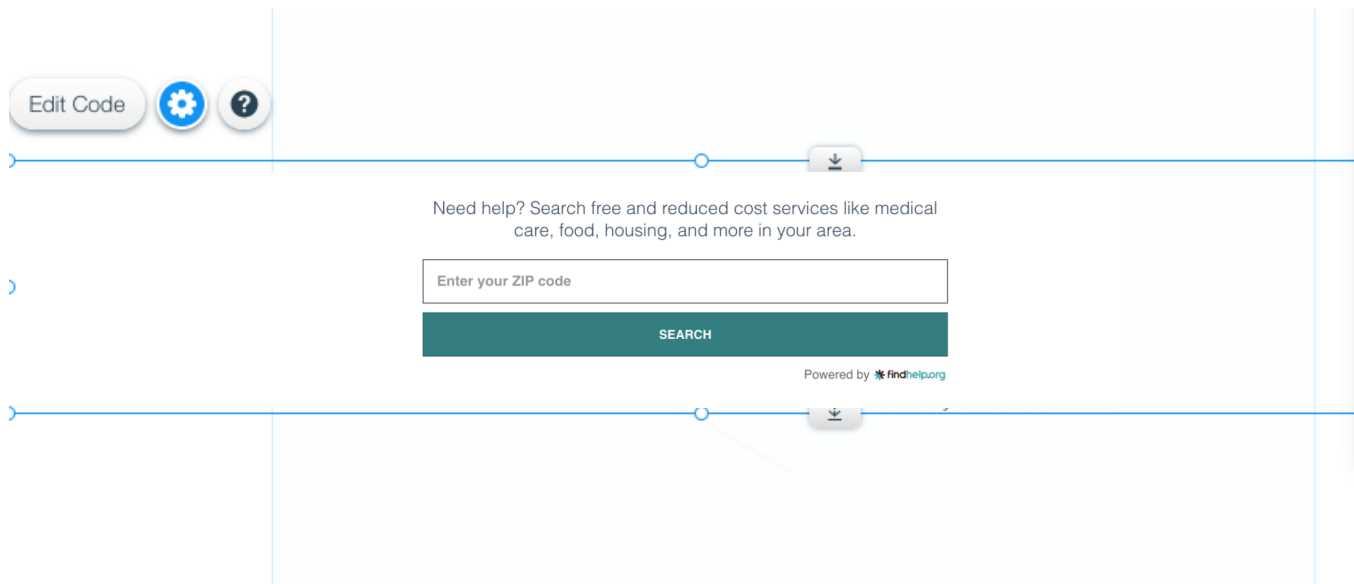 Edit Code
?
Need help? Search free and reduced cost services like medical
care, food, housing, and more in your area.
Enter your ZIP code
SEARCH
Powered by findhelp.org